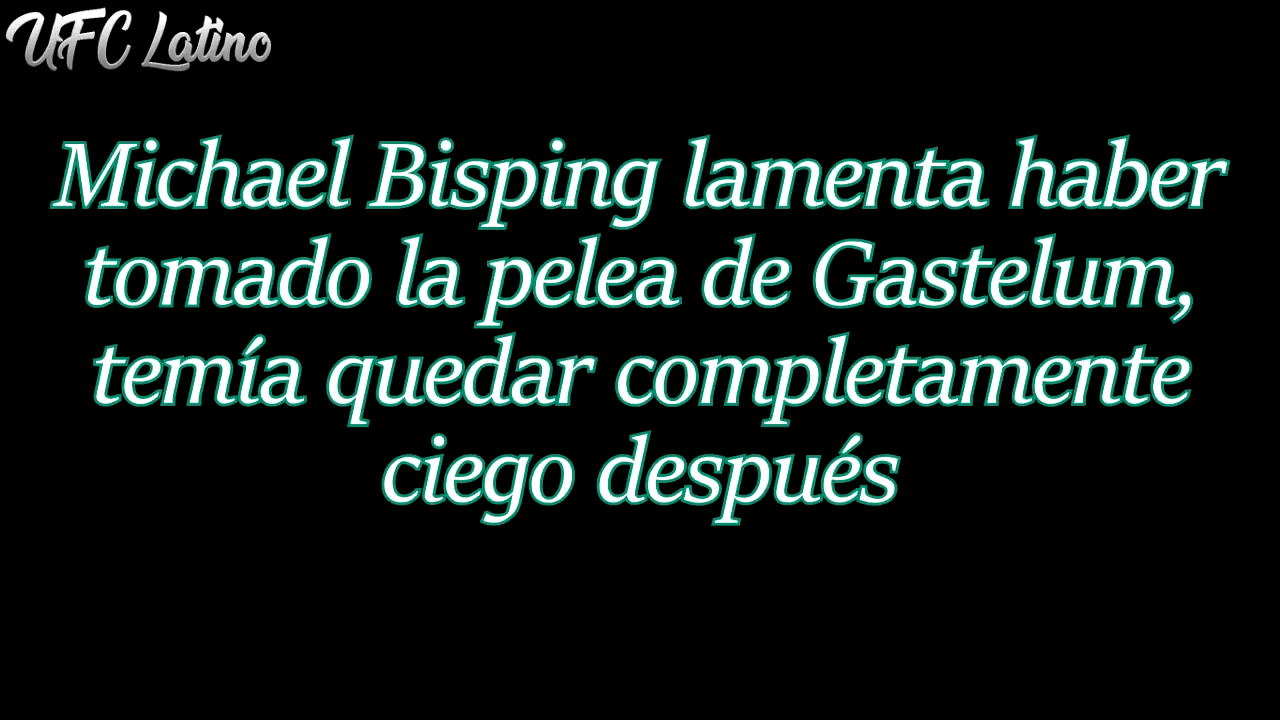 UFC Latino
Michael Bisping lamenta haber
tomado la pelea de Gastelum,
temía quedar completamente
ciego después